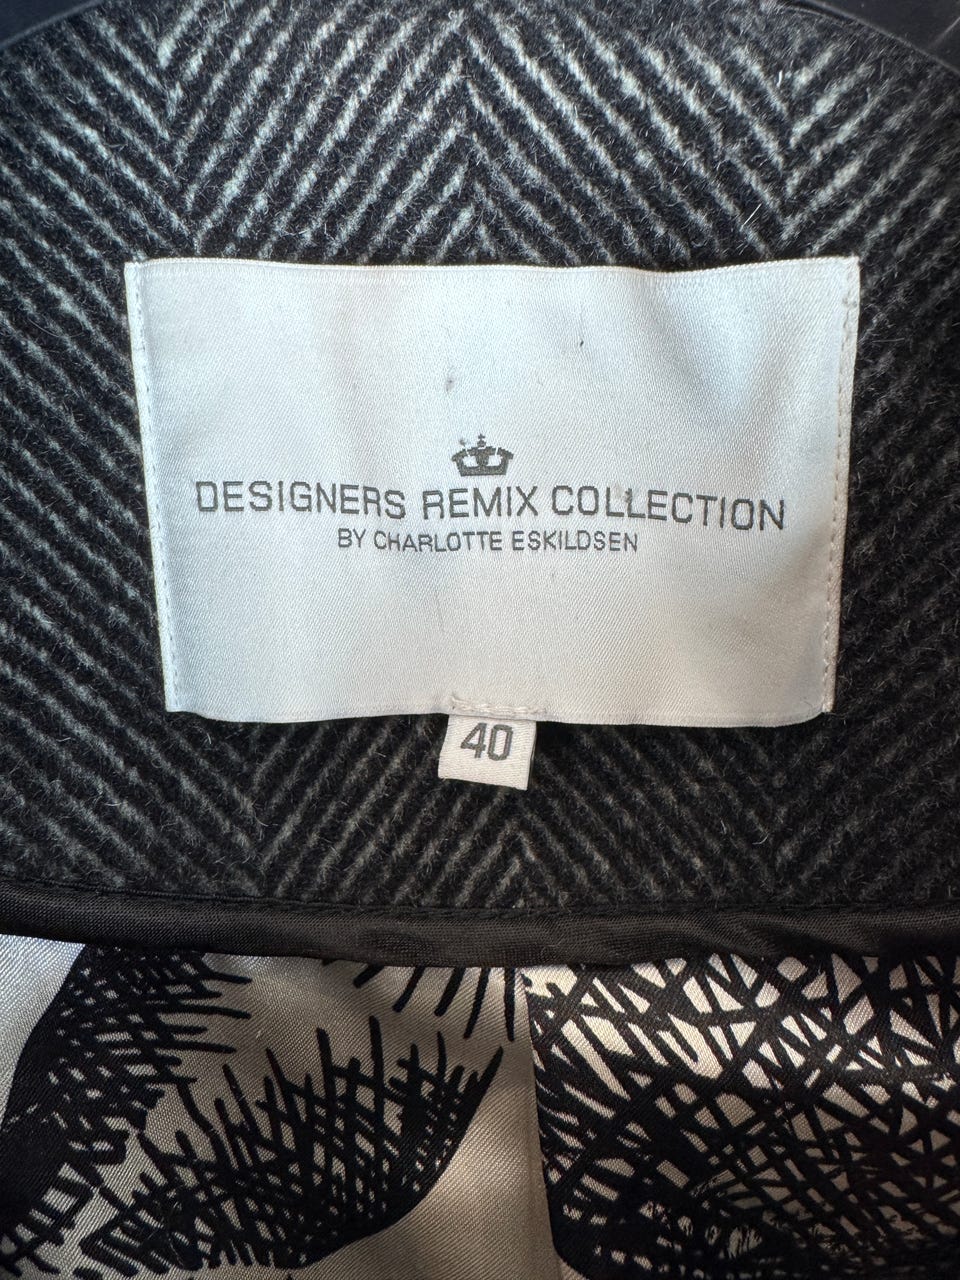 DESIGNERS REMIX COLLECTION
BY CHARLOTTE ESKILDSEN
40